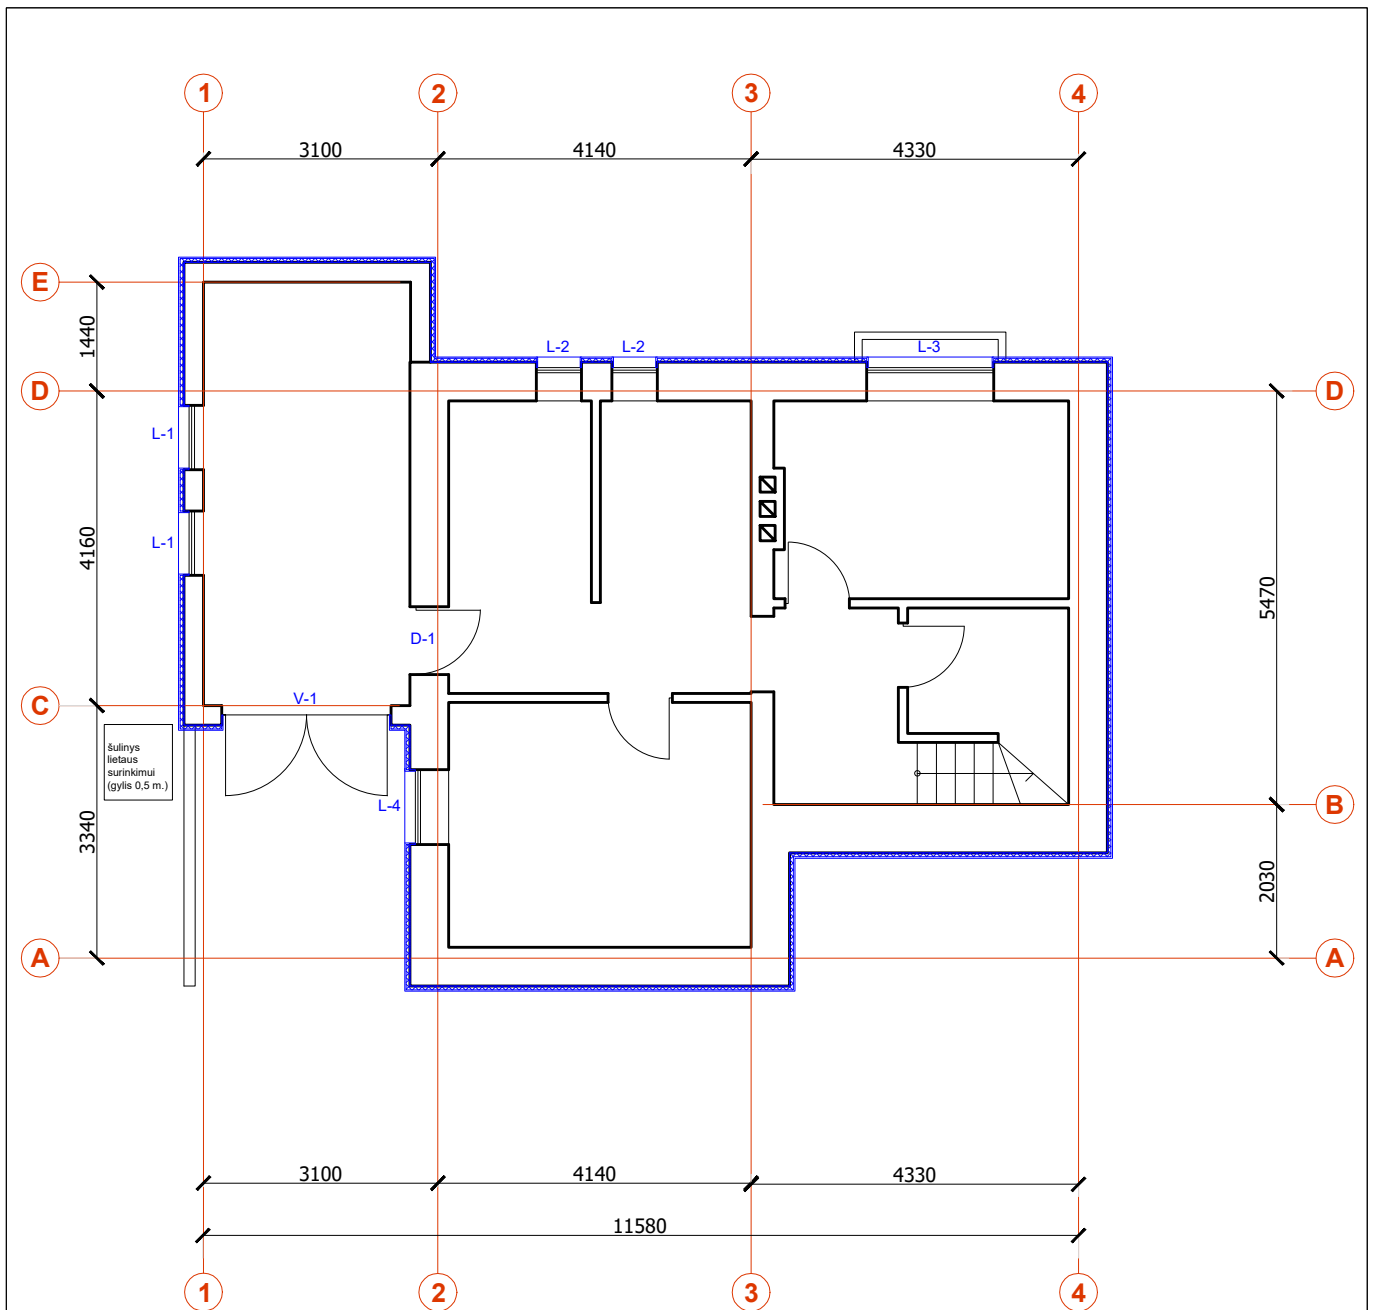 1 2 3 4
3100 4140 4330
E
1440
L-2 L-2 L-3
D D
L-1
L-1
4160 5470
D-1
C V-1
šulinys
lietaus
surinkimui
(gylis 0,5 m.)
L-4 B
3340 2030
A A
3100 4140 4330
11580
1 2 3 4